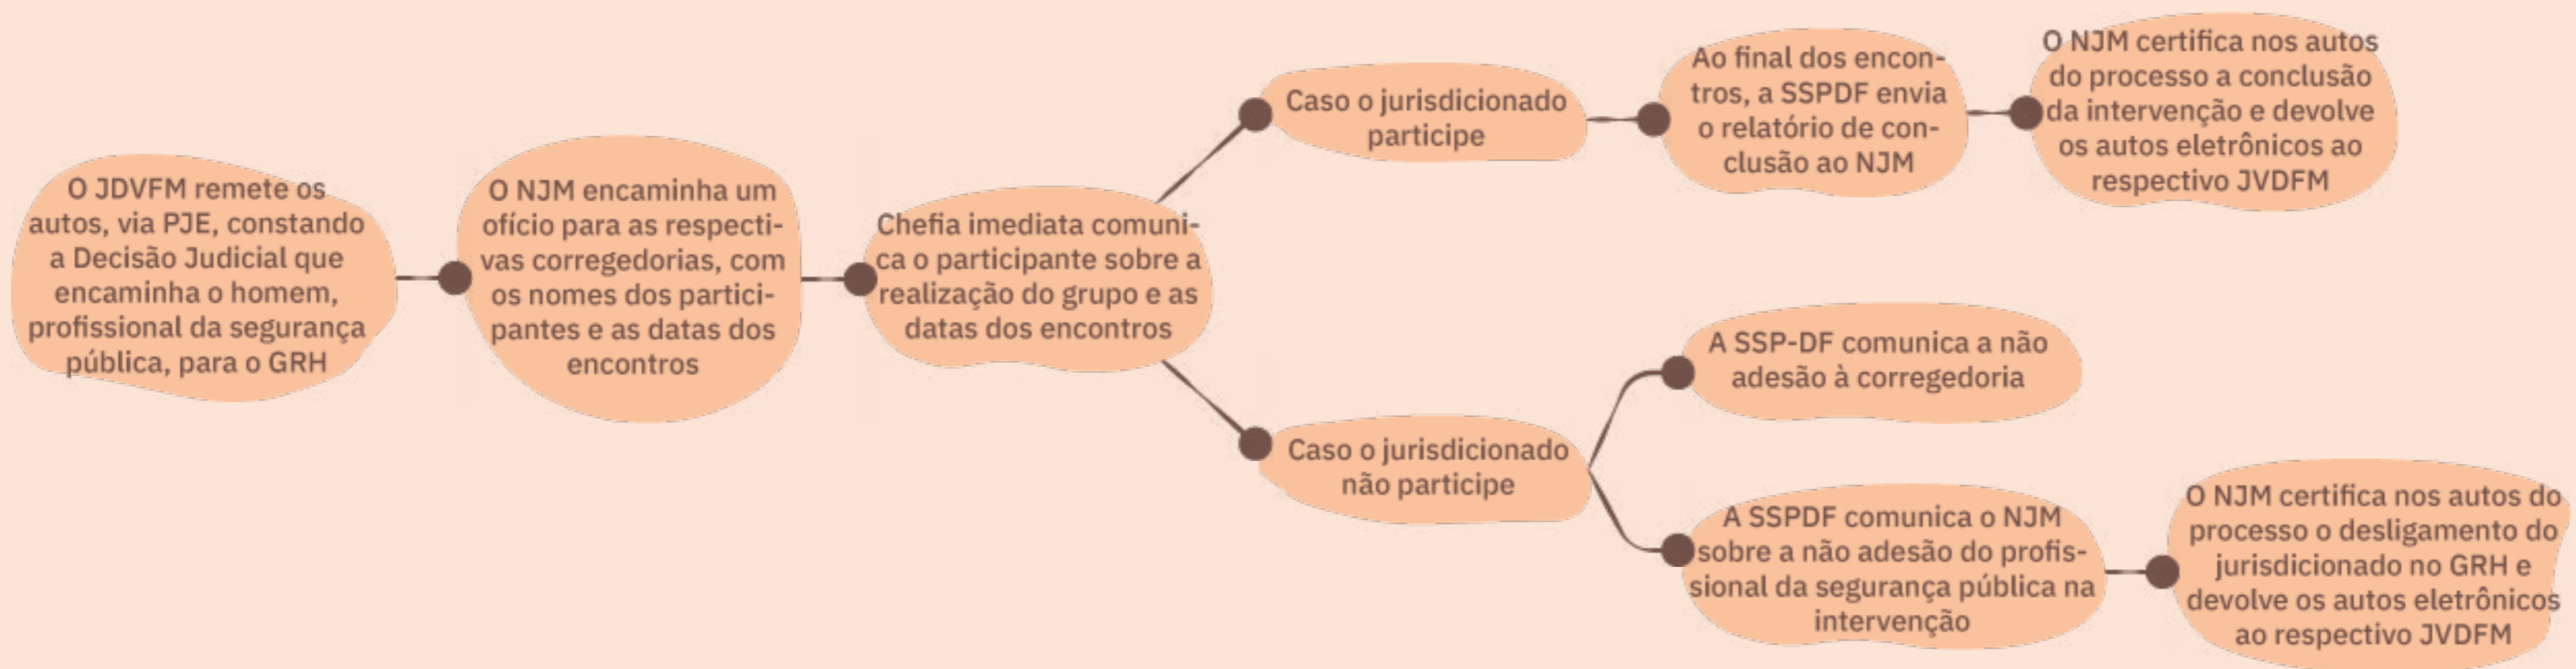 O JDVFM remete os
autos, via PJE, constando
a Decisão Judicial que
encaminha o homem,
profissional da segurança
pública, para o GRH
O NJM encaminha um
ofício para as respecti-
vas corregedorias, com
os nomes dos partici-
pantes e as datas dos
encontros
Chefia imediata comuni-
ca o participante sobre a
realização do grupo e as
datas dos encontros
Caso o jurisdicionado
participe
Ao final dos encon-
tros, a SSPDF envia
o relatório de con-
clusão ao NJM
O NJM certifica nos autos
do processo a conclusão
da intervenção e devolve
os autos eletrônicos ao
respectivo JVDFM
Caso o jurisdicionado
não participe
A SSP-DF comunica a não
adesão à corregedoria
A SSPDF comunica o NJM
sobre a não adesão do profis-
sional da segurança pública na
intervenção
O NJM certifica nos autos do
processo o desligamento do
jurisdicionado no GRH e
devolve os autos eletrônicos
ao respectivo JVDFM